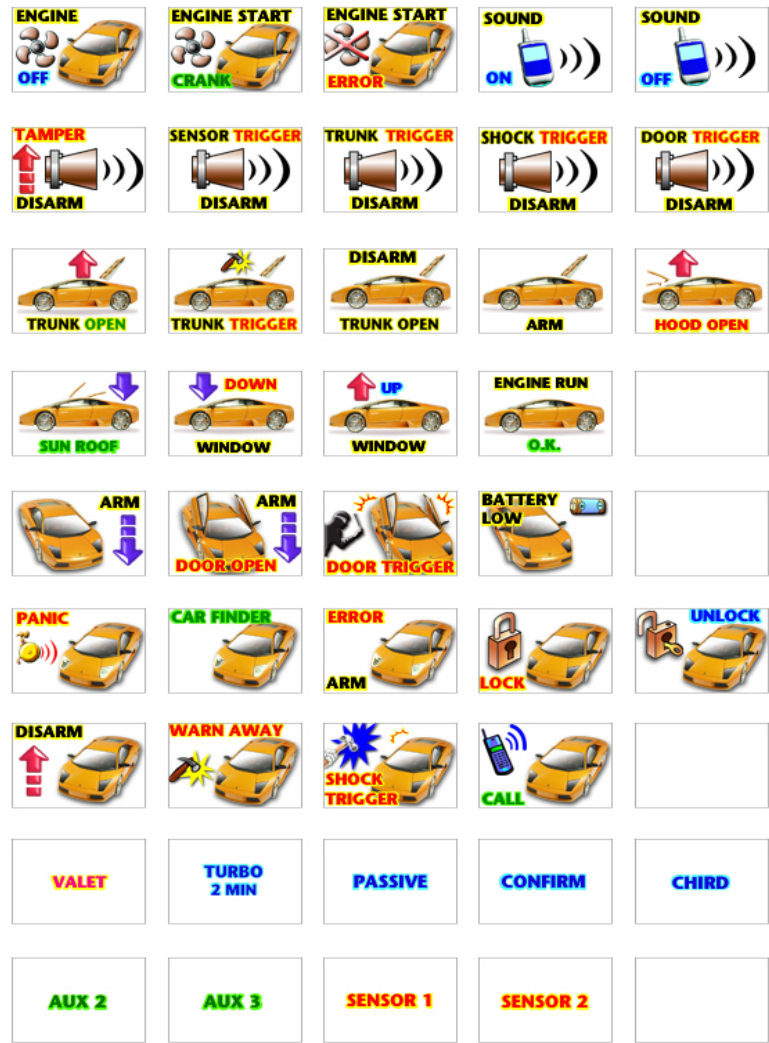 ENGINE
OFF
ENGINE START
CRANK
ENGINE START
ERROR
SOUND
ON
SOUND
OFF
TAMPER
DISARM
SENSOR TRIGGER
DISARM
TRUNK TRIGGER
DISARM
SHOCK TRIGGER
DISARM
DOOR TRIGGER
DISARM
TRUNK OPEN
TRUNK TRIGGER
DISARM
TRUNK OPEN
ARM
HOOD OPEN
SUN ROOF
DOWN
WINDOW
UP
WINDOW
ENGINE RUN
O.K.
ARM
ARM
DOOR OPEN
DOOR TRIGGER
BATTERY
LOW
PANIC
CAR FINDER
ERROR
ARM
LOCK
UNLOCK
DISARM
WARN AWAY
SHOCK
TRIGGER
CALL
VALET
TURBO
2 MIN
PASSIVE
CONFIRM
CHIRD
AUX 2
AUX 3
SENSOR 1
SENSOR 2